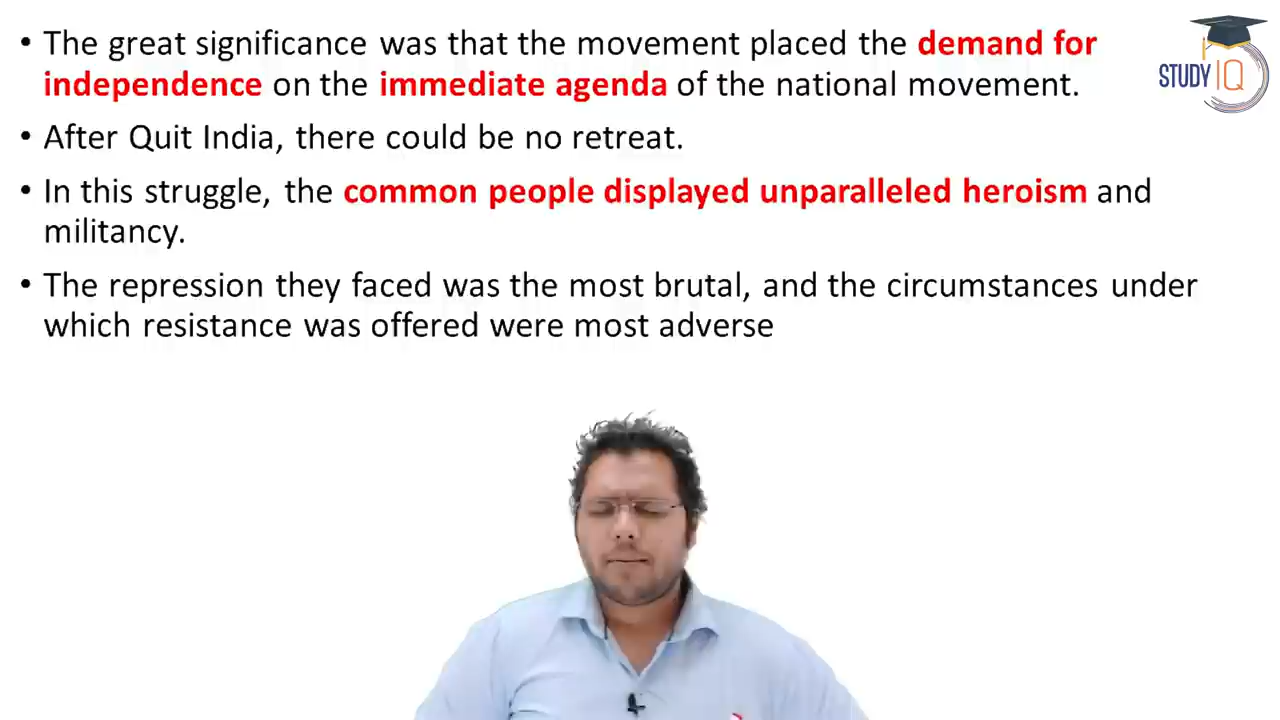 • The great significance was that the movement placed the demand for
independence on the immediate agenda of the national movement.
• After Quit India, there could be no retreat.
• In this struggle, the common people displayed unparalleled heroism and
militancy.
• The repression they faced was the most brutal, and the circumstances under
which resistance was offered were most adverse
STUDY IQ